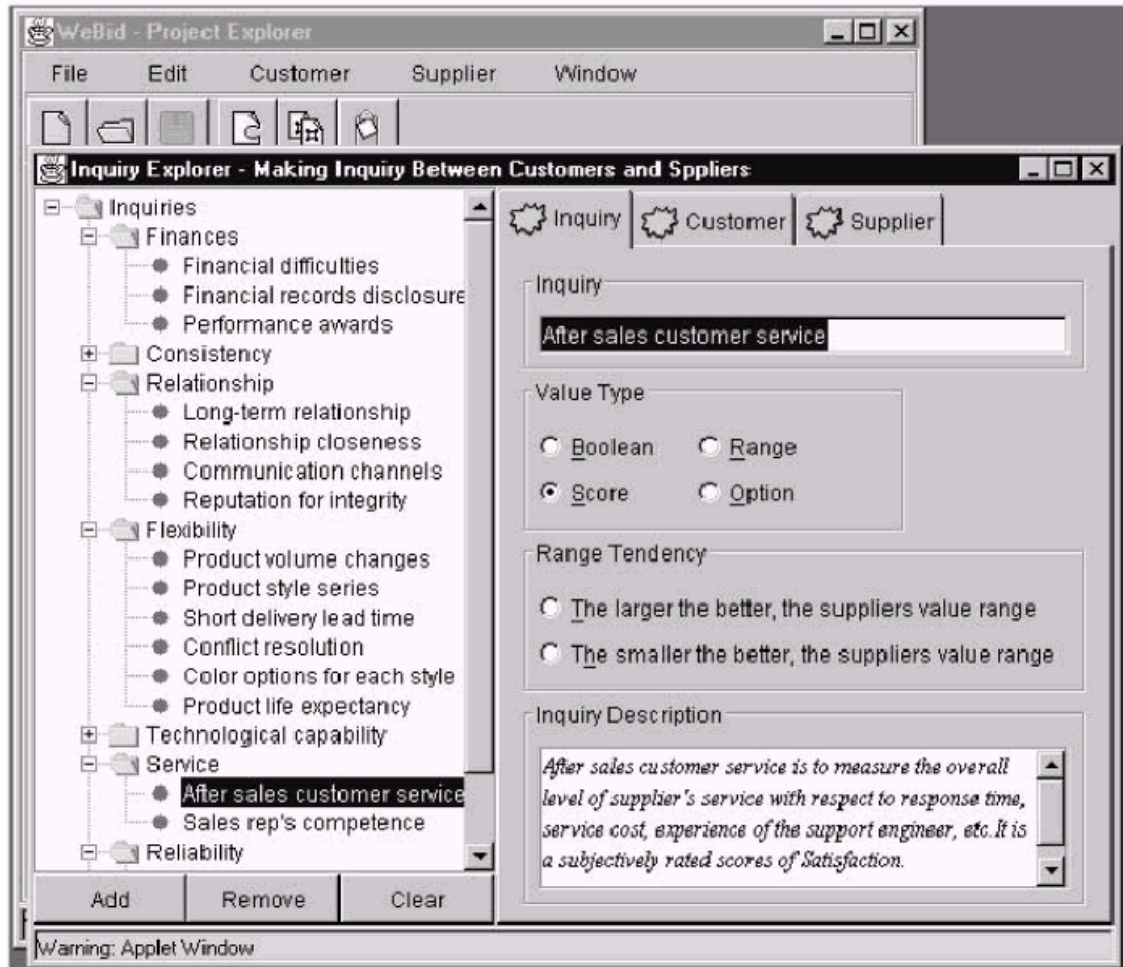 WeBid - Project Explorer
File Edit Customer Supplier Window
Inquiry Explorer - Making Inquiry Between Customers and Sppliers
Inquiries
Finances
Financial difficulties
Financial records disclosure
Performance awards
Consistency
Relationship
Long-term relationship
Relationship closeness
Communication channels
Reputation for integrity
Flexibility
Product volume changes
Product style series
Short delivery lead time
Conflict resolution
Color options for each style
Product life expectancy
Technological capability
Service
After sales customer service
Sales rep's competence
Reliability
Add Remove Clear
Inquiry Customer Supplier
Inquiry
After sales customer service
Value Type
Boolean Range
Score Option
Range Tendency
The larger the better, the suppliers value range
The smaller the better, the suppliers value range
Inquiry Description
After sales customer service is to measure the overall
level of supplier's service with respect to response time,
service cost, experience of the support engineer, etc.It is
a subjectively rated scores of Satisfaction.
Warning: Applet Window